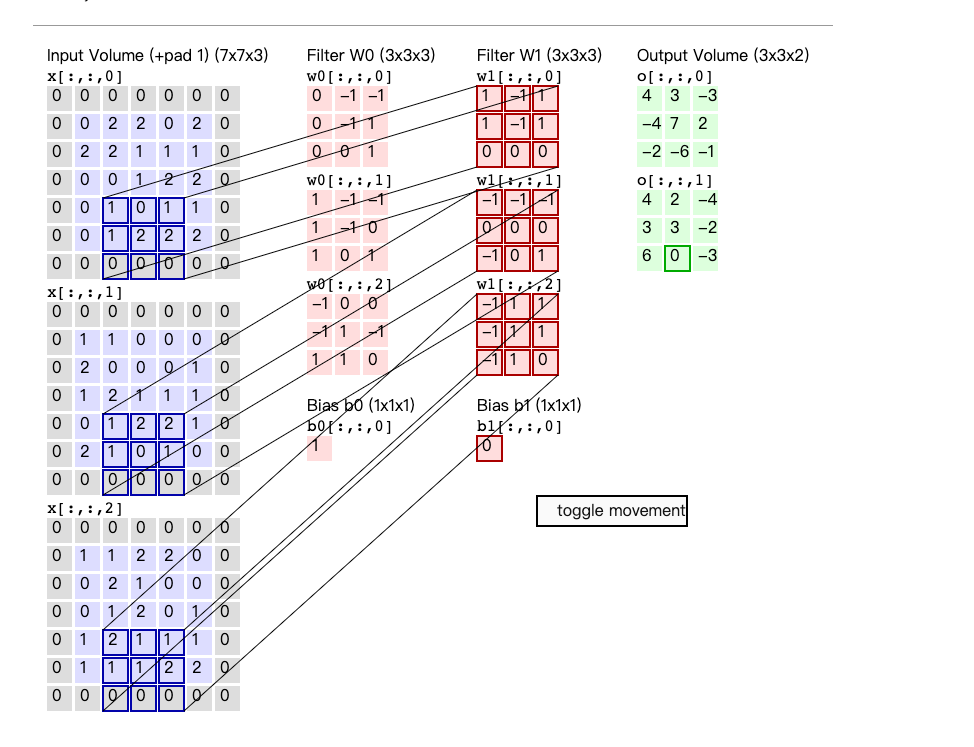 Input Volume (+pad 1) (7x7x3)
x[:,:,0]
0 0 0 0 0 0 0
0 0 2 2 0 2 0
0 2 2 1 1 1 0
0 0 0 1 2 2 0
0 0 1 0 1 1 0
0 0 1 2 2 2 0
0 0 0 0 0 0 0
x[:,:,1]
0 0 0 0 0 0 0
0 1 1 0 0 0 0
0 2 0 0 0 1 0
0 1 2 1 1 1 0
0 0 1 2 2 1 0
0 2 1 0 1 0 0
0 0 0 0 0 0 0
x[:,:,2]
0 0 0 0 0 0 0
0 1 1 2 2 0 0
0 0 2 1 0 0 0
0 0 1 2 0 1 0
0 1 2 1 1 1 0
0 1 1 1 2 2 0
0 0 0 0 0 0 0
Filter W0 (3x3x3)
w0[:,:,0]
0 −1 −1
0 −1 1
0 0 1
w0[:,:,1]
1 −1 −1
1 −1 0
1 0 1
w0[:,:,2]
−1 0 0
−1 1 −1
1 1 0
Bias b0 (1x1x1)
b0[:,:,0]
1
Filter W1 (3x3x3)
w1[:,:,0]
1 −1 1
1 −1 1
0 0 0
w1[:,:,1]
−1 −1 −1
0 0 0
−1 0 1
w1[:,:,2]
−1 1 1
−1 1 1
−1 1 0
Bias b1 (1x1x1)
b1[:,:,0]
0
Output Volume (3x3x2)
o[:,:,0]
4 3 −3
−4 7 2
−2 −6 −1
o[:,:,1]
4 2 −4
3 3 −2
6 0 −3
toggle movement